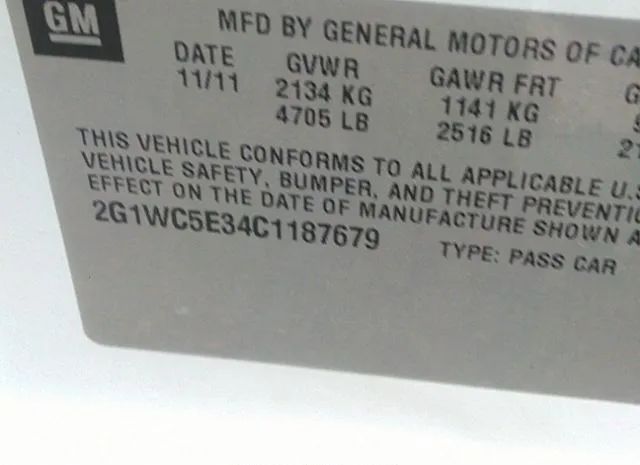 GM
MFD BY GENERAL MOTORS OF CA
DATE GVWR GAWR FRT G
11/11 2134 KG 1141 KG
4705 LB 2516 LB 21
THIS VEHICLE CONFORMS TO ALL APPLICABLE U.S
VEHICLE SAFETY, BUMPER, AND THEFT PREVENTIO
EFFECT ON THE DATE OF MANUFACTURE SHOWN A
2G1WC5E34C1187679 TYPE: PASS CAR